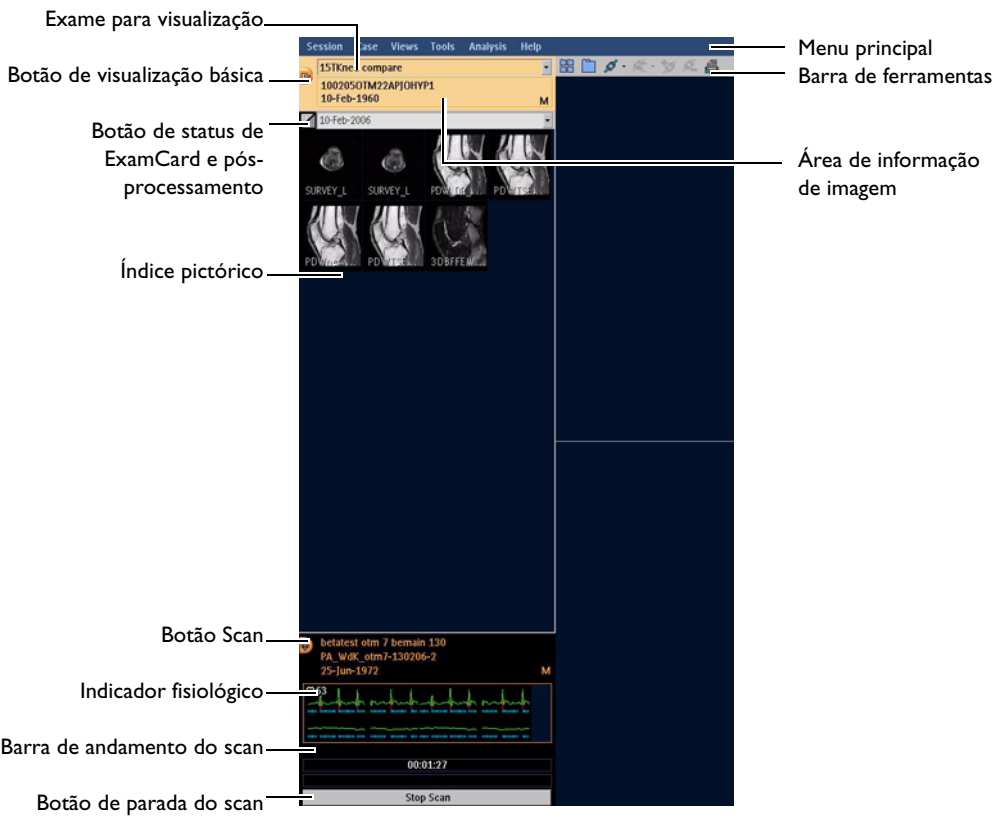 Exame para visualização
Botão de visualização básica
Botão de status de
ExamCard e pós-
processamento
Índice pictórico
Botão Scan
Indicador fisiológico
Barra de andamento do scan
Botão de parada do scan
Session Case Views Tools Analysis Help
15TKnee compare
10-Feb-1960
M
10-Feb-2006
SURVEY_L SURVEY_L
betatest otm 7 bemain 130
PA_WdK_otm7-130206-2
25-Jun-1972
M
63
00:01:27
Stop Scan
Menu principal
Barra de ferramentas
Área de informação
de imagem